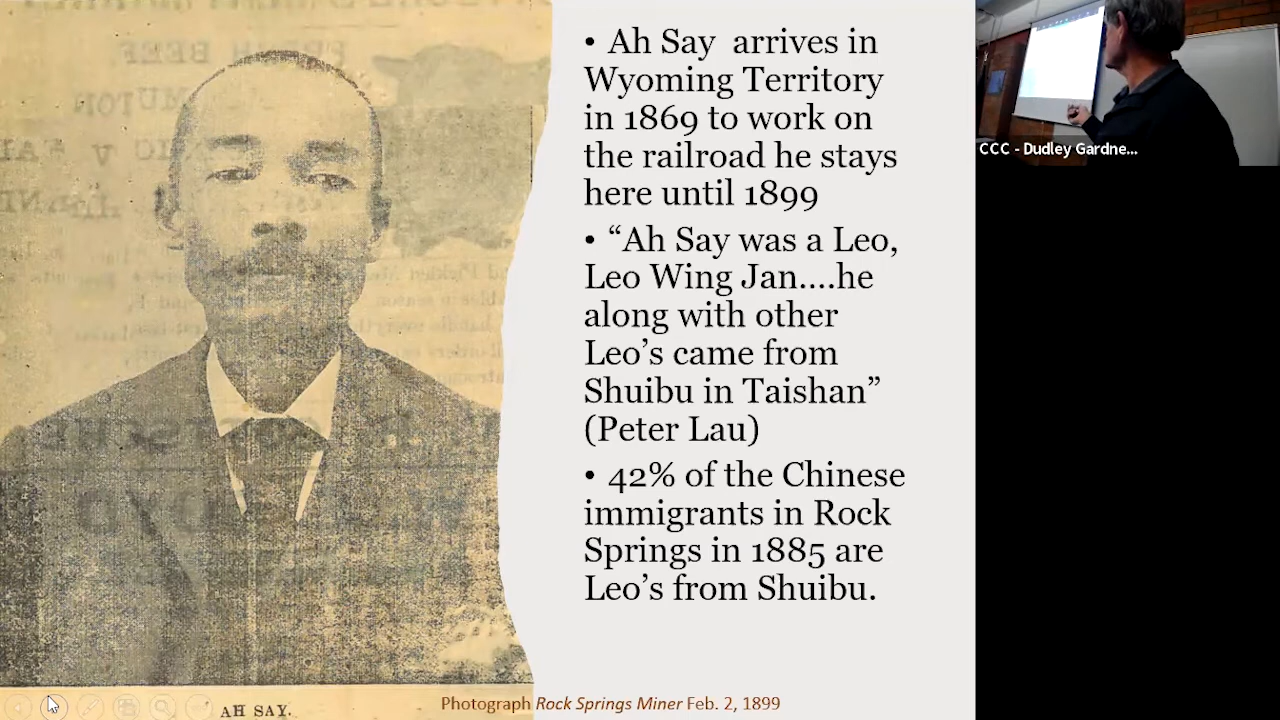 • Ah Say  arrives in
Wyoming Territory
in 1869 to work on
the railroad he stays
here until 1899
• “Ah Say was a Leo,
Leo Wing Jan....he
along with other
Leo’s came from
Shuibu in Taishan”
(Peter Lau)
• 42% of the Chinese
immigrants in Rock
Springs in 1885 are
Leo’s from Shuibu.
Photograph Rock Springs Miner Feb. 2, 1899
AH SAY.
CCC - Dudley Gardne...